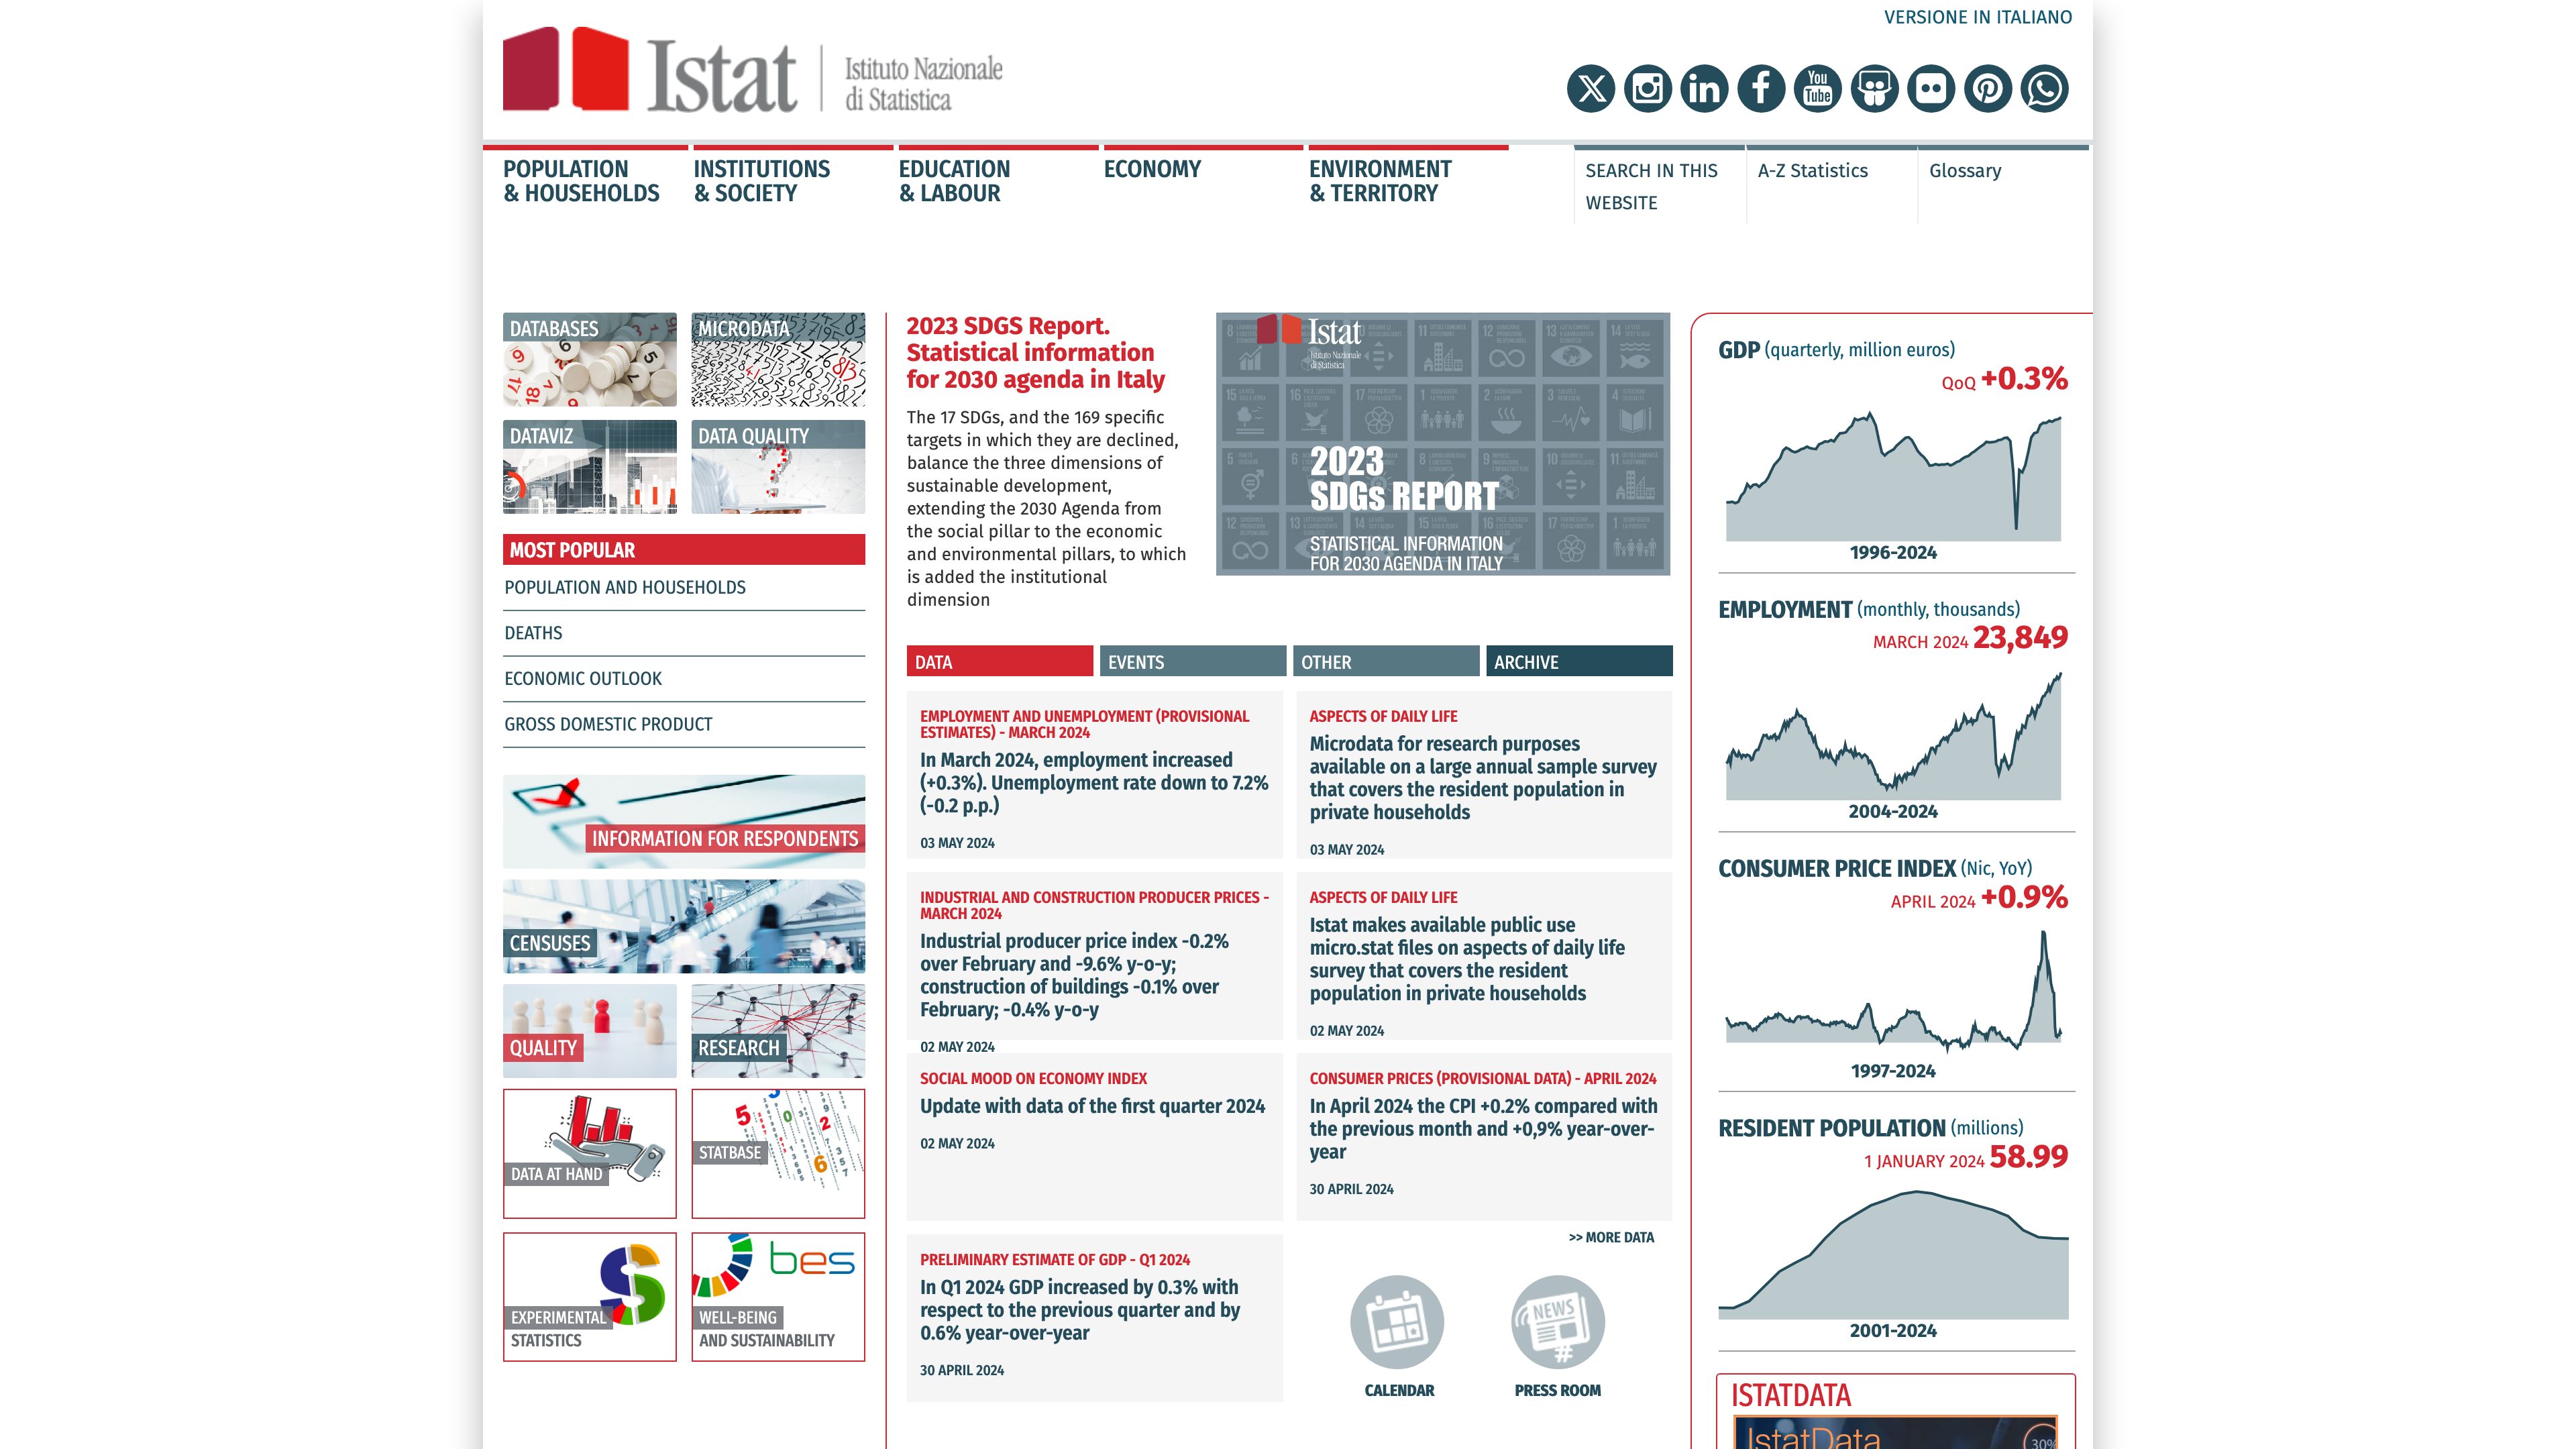 VERSIONE IN ITALIANO
Istat
Istituto Nazionale
di Statistica
You
Tube
POPULATION
& HOUSEHOLDS
INSTITUTIONS
& SOCIETY
EDUCATION
& LABOUR
ECONOMY
ENVIRONMENT
& TERRITORY
SEARCH IN THIS
WEBSITE
A-Z Statistics
Glossary
DATABASES
MICRODATA
DATAVIZ
DATA QUALITY
MOST POPULAR
POPULATION AND HOUSEHOLDS
DEATHS
ECONOMIC OUTLOOK
GROSS DOMESTIC PRODUCT
INFORMATION FOR RESPONDENTS
CENSUSES
QUALITY
RESEARCH
DATA AT HAND
STATBASE
EXPERIMENTAL
STATISTICS
bes
WELL-BEING
AND SUSTAINABILITY
2023 SDGS Report.
Statistical information
for 2030 agenda in Italy
The 17 SDGs, and the 169 specific
targets in which they are declined,
balance the three dimensions of
sustainable development,
extending the 2030 Agenda from
the social pillar to the economic
and environmental pillars, to which
is added the institutional
dimension
Istat
Istituto Nazionale
di Statistica
2023
SDGs REPORT
STATISTICAL INFORMATION
FOR 2030 AGENDA IN ITALY
DATA
EVENTS
OTHER
ARCHIVE
EMPLOYMENT AND UNEMPLOYMENT (PROVISIONAL
ESTIMATES) - MARCH 2024
In March 2024, employment increased
(+0.3%). Unemployment rate down to 7.2%
(-0.2 p.p.)
03 MAY 2024
ASPECTS OF DAILY LIFE
Microdata for research purposes
available on a large annual sample survey
that covers the resident population in
private households
03 MAY 2024
INDUSTRIAL AND CONSTRUCTION PRODUCER PRICES -
MARCH 2024
Industrial producer price index -0.2%
over February and -9.6% y-o-y;
construction of buildings -0.1% over
February; -0.4% y-o-y
02 MAY 2024
ASPECTS OF DAILY LIFE
Istat makes available public use
micro.stat files on aspects of daily life
survey that covers the resident
population in private households
02 MAY 2024
SOCIAL MOOD ON ECONOMY INDEX
Update with data of the first quarter 2024
02 MAY 2024
CONSUMER PRICES (PROVISIONAL DATA) - APRIL 2024
In April 2024 the CPI +0.2% compared with
the previous month and +0,9% year-over-
year
30 APRIL 2024
PRELIMINARY ESTIMATE OF GDP - Q1 2024
In Q1 2024 GDP increased by 0.3% with
respect to the previous quarter and by
0.6% year-over-year
30 APRIL 2024
>> MORE DATA
NEWS
#
CALENDAR
PRESS ROOM
GDP (quarterly, million euros)
QoQ +0.3%
1996-2024
EMPLOYMENT (monthly, thousands)
MARCH 2024 23,849
2004-2024
CONSUMER PRICE INDEX (Nic, YoY)
APRIL 2024 +0.9%
1997-2024
RESIDENT POPULATION (millions)
1 JANUARY 2024 58.99
2001-2024
ISTATDATA
IstatData
30%